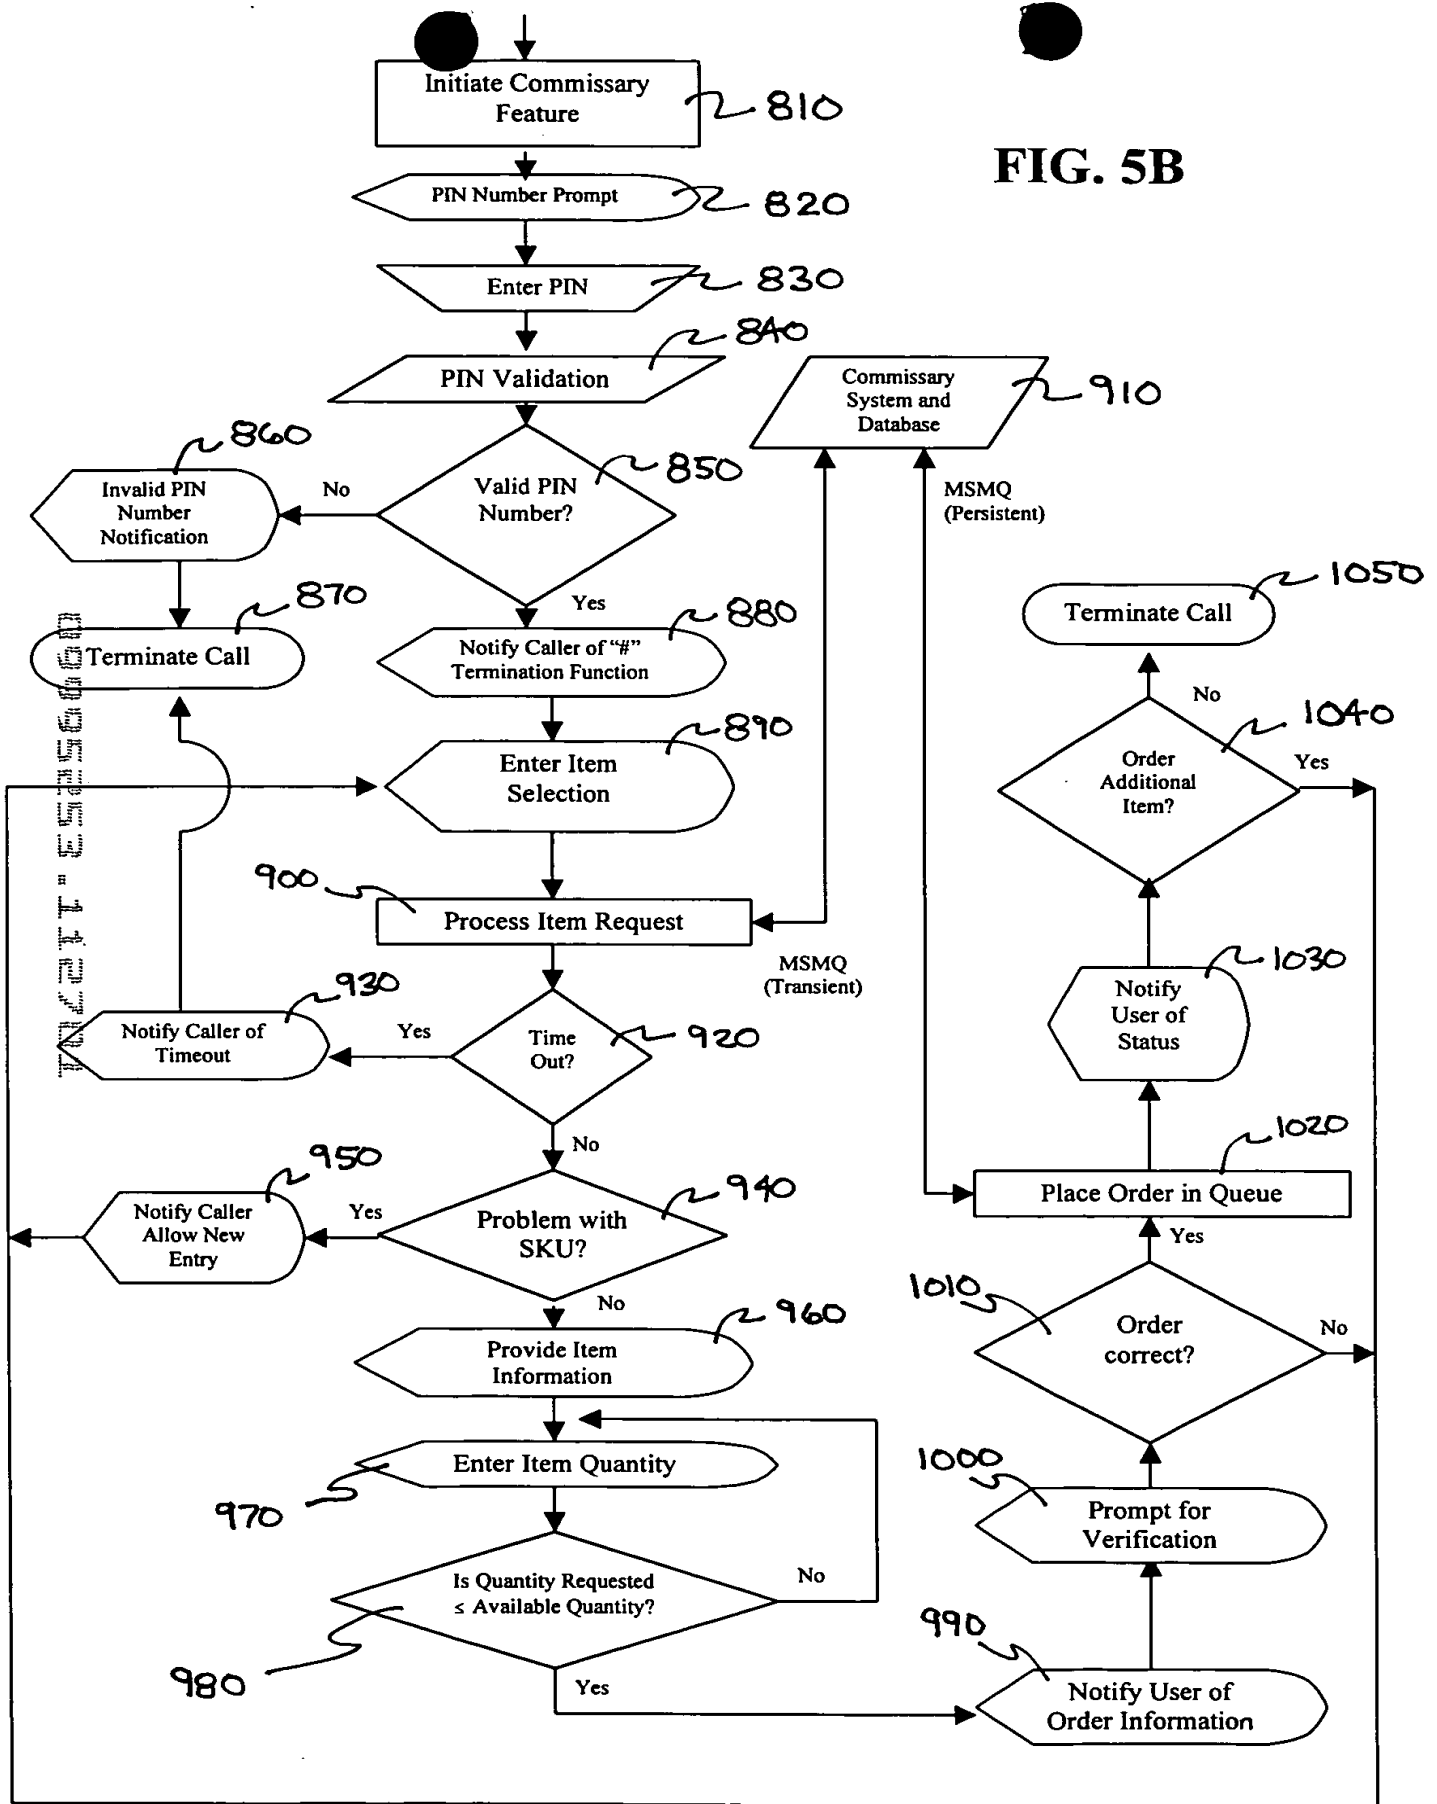 Initiate Commissary
Feature
810
FIG. 5B
PIN Number Prompt
820
Enter PIN
830
840
PIN Validation
Commissary
System and
Database
910
860
Invalid PIN
Number
Notification
No
Valid PIN
Number?
850
MSMQ
(Persistent)
870
Terminate Call
Yes
880
Notify Caller of "#"
Termination Function
1050
Terminate Call
No
890
Enter Item
Selection
1040
Order
Additional
Item?
Yes
900
Process Item Request
MSMQ
(Transient)
930
Notify Caller of
Timeout
Yes
Time
Out?
920
No
1030
Notify
User of
Status
950
Notify Caller
Allow New
Entry
Yes
Problem with
SKU?
940
No
1020
Place Order in Queue
Yes
960
Provide Item
Information
1010
Order
correct?
No
Enter Item Quantity
970
1000
Prompt for
Verification
Is Quantity Requested
≤ Available Quantity?
No
980
Yes
990
Notify User of
Order Information